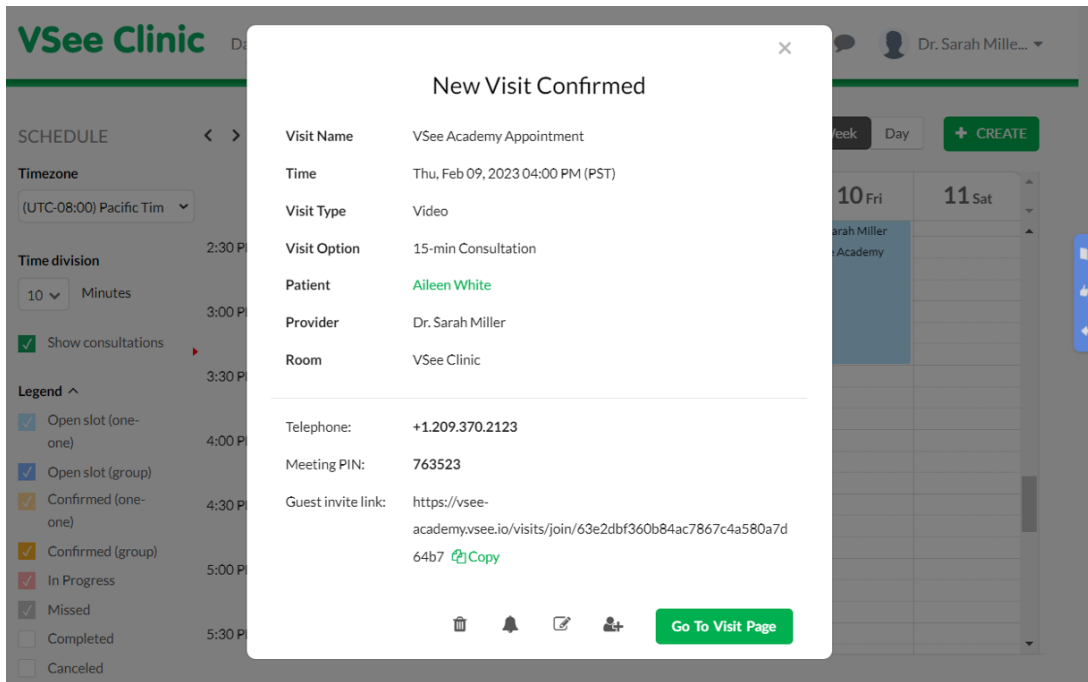 VSee Clinic
Dr. Sarah Mille...
SCHEDULE
Day
+ CREATE
Timezone
(UTC-08:00) Pacific Tim
10 Fri
11 Sat
Time division
10
Minutes
Show consultations
Legend
Open slot (one-
one)
Open slot (group)
Confirmed (one-
one)
Confirmed (group)
In Progress
Missed
Completed
Canceled
2:30
3:00
3:30
4:00
4:30
5:00
5:30
Academy
Miller
New Visit Confirmed
Visit Name VSee Academy Appointment
Time Thu, Feb 09, 2023 04:00 PM (PST)
Visit Type Video
Visit Option 15-min Consultation
Patient Aileen White
Provider Dr. Sarah Miller
Room VSee Clinic
Telephone: +1.209.370.2123
Meeting PIN: 763523
Guest invite link: https://vsee-
academy.vsee.io/visits/join/63e2dbf360b84ac7867c4a580a7d
64b7 Copy
Go To Visit Page